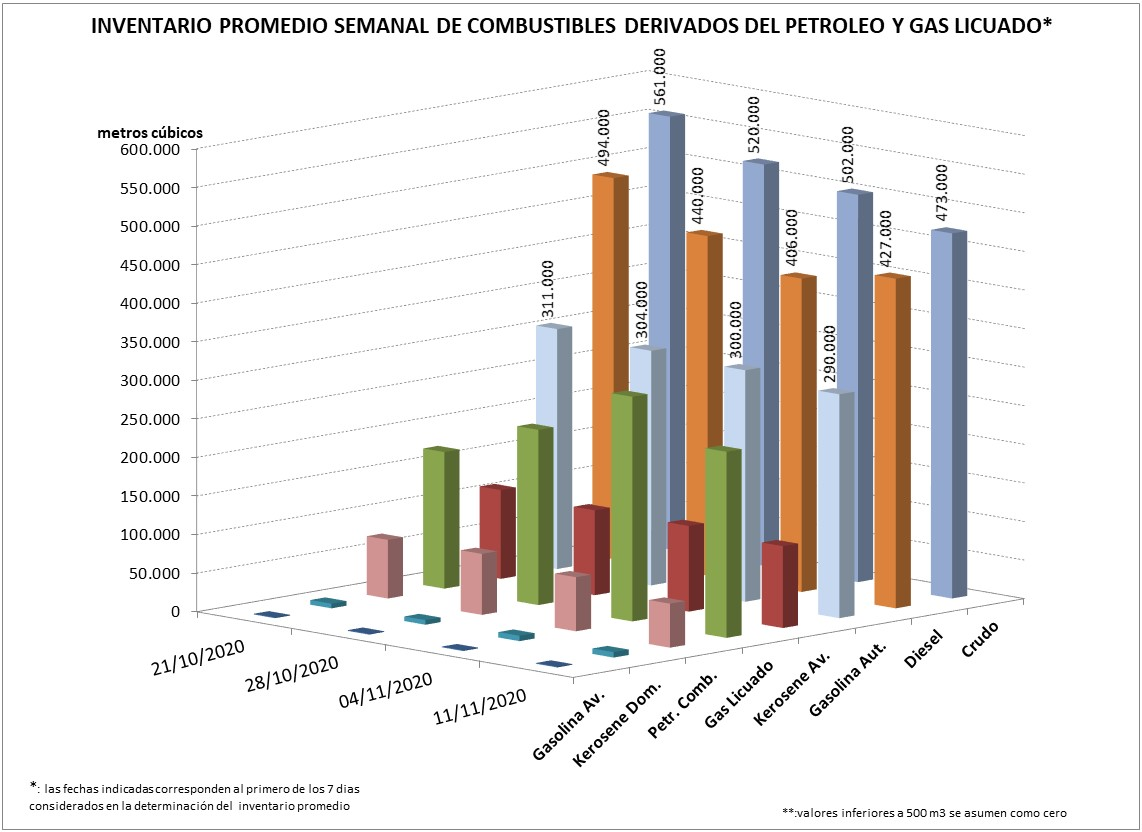 INVENTARIO PROMEDIO SEMANAL DE COMBUSTIBLES DERIVADOS DEL PETROLEO Y GAS LICUADO*
metros cúbicos
600.000
550.000
500.000
450.000
400.000
350.000
300.000
250.000
200.000
150.000
100.000
50.000
0
311.000
494.000
561.000
304.000
440.000
520.000
300.000
406.000
502.000
290.000
427.000
473.000
21/10/2020
28/10/2020
04/11/2020
11/11/2020
Gasolina Av.
Kerosene Dom.
Petr. Comb.
Gas Licuado
Kerosene Av.
Gasolina Aut.
Diesel
Crudo
*: las fechas indicadas corresponden al primero de los 7 dias
considerados en la determinación del inventario promedio
**:valores inferiores a 500 m3 se asumen como cero